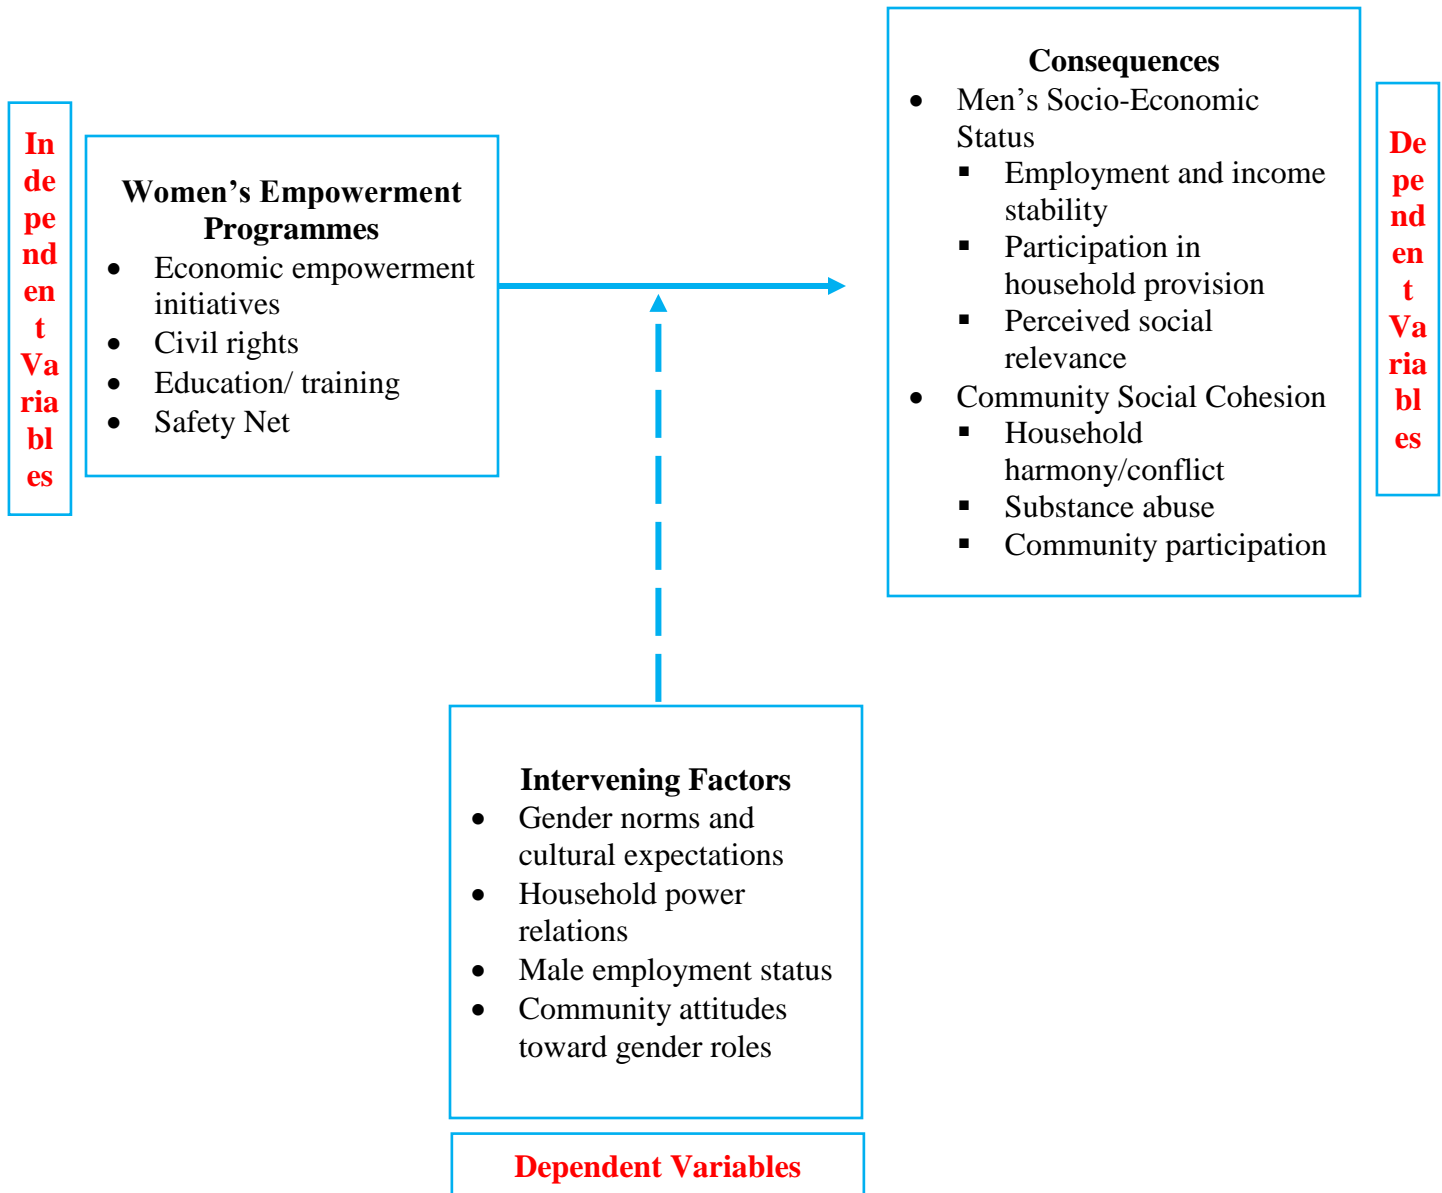 In
de
pe
nd
en
t
Va
ria
bl
es
Women’s Empowerment
Programmes
• Economic empowerment
initiatives
• Civil rights
• Education/ training
• Safety Net
Consequences
• Men’s Socio-Economic
Status
▪ Employment and income
stability
▪ Participation in
household provision
▪ Perceived social
relevance
• Community Social Cohesion
▪ Household
harmony/conflict
▪ Substance abuse
▪ Community participation
De
pe
nd
en
t
Va
ria
bl
es
Intervening Factors
• Gender norms and
cultural expectations
• Household power
relations
• Male employment status
• Community attitudes
toward gender roles
Dependent Variables